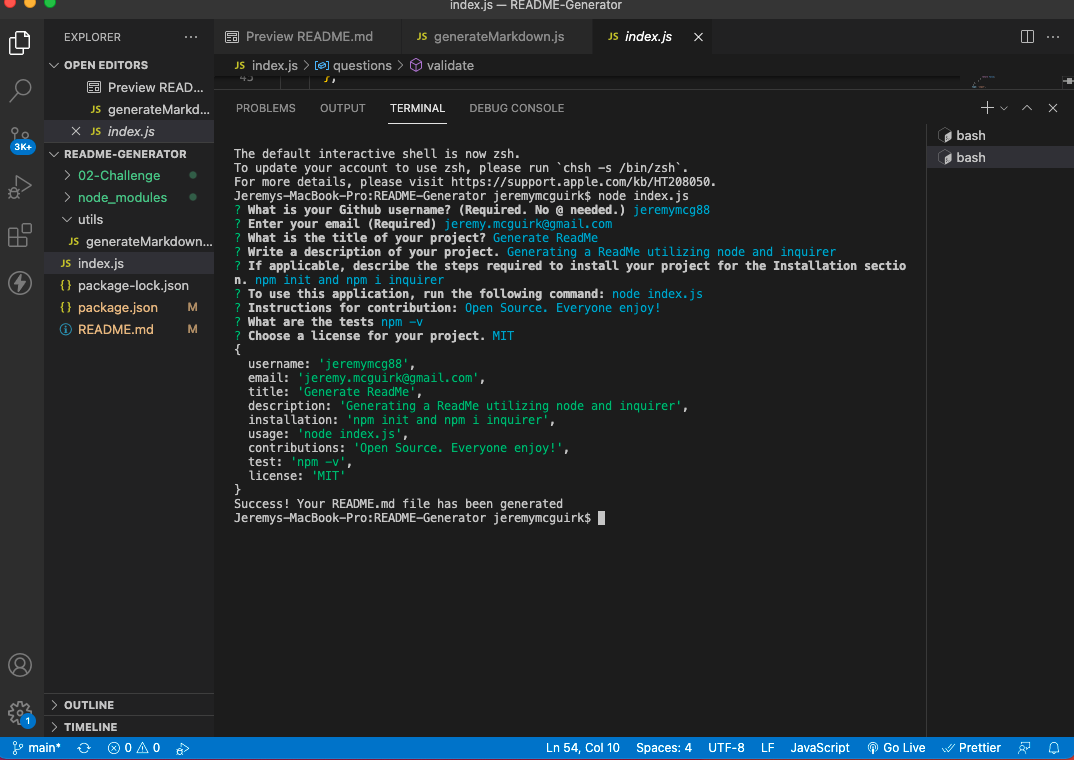 index.js — README-Generator
EXPLORER
Preview README.md
JS generateMarkdown.js
JS index.js
OPEN EDITORS
JS index.js > questions > validate
Preview READ...
JS generateMarkd...
JS index.js
3K+
README-GENERATOR
02-Challenge
node_modules
utils
JS generateMarkdown...
JS index.js
{} package-lock.json
{} package.json M
README.md M
OUTLINE
TIMELINE
1
},
PROBLEMS OUTPUT TERMINAL DEBUG CONSOLE
bash
bash
The default interactive shell is now zsh.
To update your account to use zsh, please run `chsh -s /bin/zsh`.
For more details, please visit https://support.apple.com/kb/HT208050.
Jeremys-MacBook-Pro:README-Generator jeremymcguirk$ node index.js
? What is your Github username? (Required. No @ needed.) jeremymcg88
? Enter your email (Required) jeremy.mcguirk@gmail.com
? What is the title of your project? Generate ReadMe
? Write a description of your project. Generating a ReadMe utilizing node and inquirer
? If applicable, describe the steps required to install your project for the Installation sectio
n. npm init and npm i inquirer
? To use this application, run the following command: node index.js
? Instructions for contribution: Open Source. Everyone enjoy!
? What are the tests npm -v
? Choose a license for your project. MIT
{
username: 'jeremymcg88',
email: 'jeremy.mcguirk@gmail.com',
title: 'Generate ReadMe',
description: 'Generating a ReadMe utilizing node and inquirer',
installation: 'npm init and npm i inquirer',
usage: 'node index.js',
contributions: 'Open Source. Everyone enjoy!',
test: 'npm -v',
license: 'MIT'
}
Success! Your README.md file has been generated
Jeremys-MacBook-Pro:README-Generator jeremymcguirk$
main* 0 0 Ln 54, Col 10 Spaces: 4 UTF-8 LF JavaScript Go Live Prettier